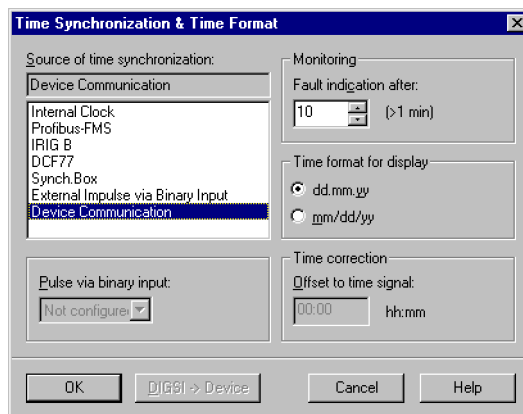 Time Synchronization & Time Format
Source of time synchronization:
Device Communication
Internal Clock
Profibus-FMS
IRIG B
DCF77
Synch.Box
External Impulse via Binary Input
Device Communication
Monitoring
Fault indication after:
10 (>1 min)
Time format for display
dd.mm.yy
mm/dd/yy
Pulse via binary input:
Not configured
Time correction
Offset to time signal:
00:00 hh:mm
OK
DIGSI -> Device
Cancel
Help